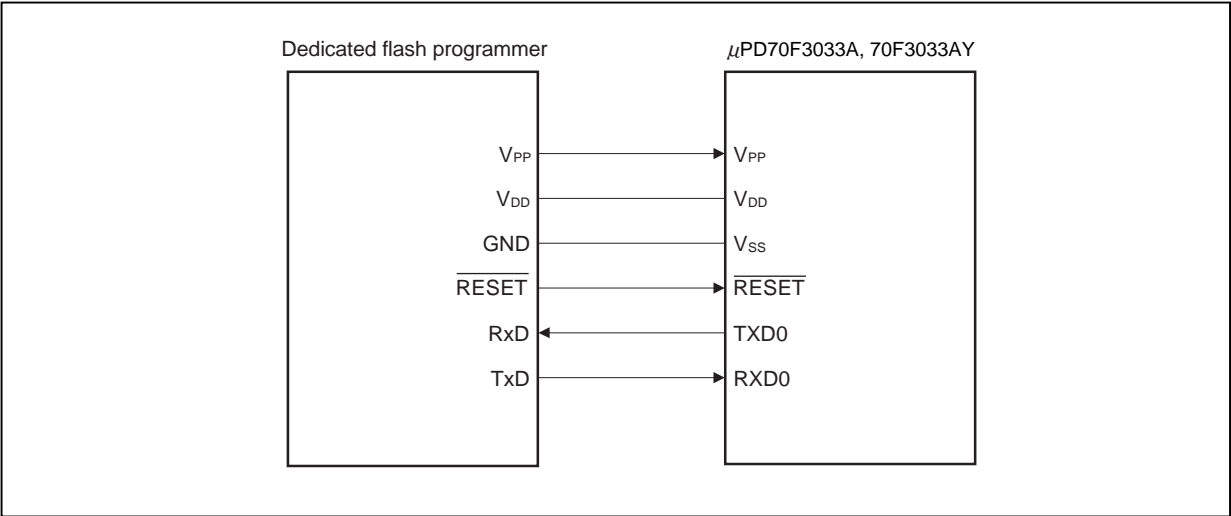 Dedicated flash programmer
μPD70F3033A, 70F3033AY
VPP VPP
VDD VDD
GND VSS
RESET RESET
RxD TXD0
TxD RXD0